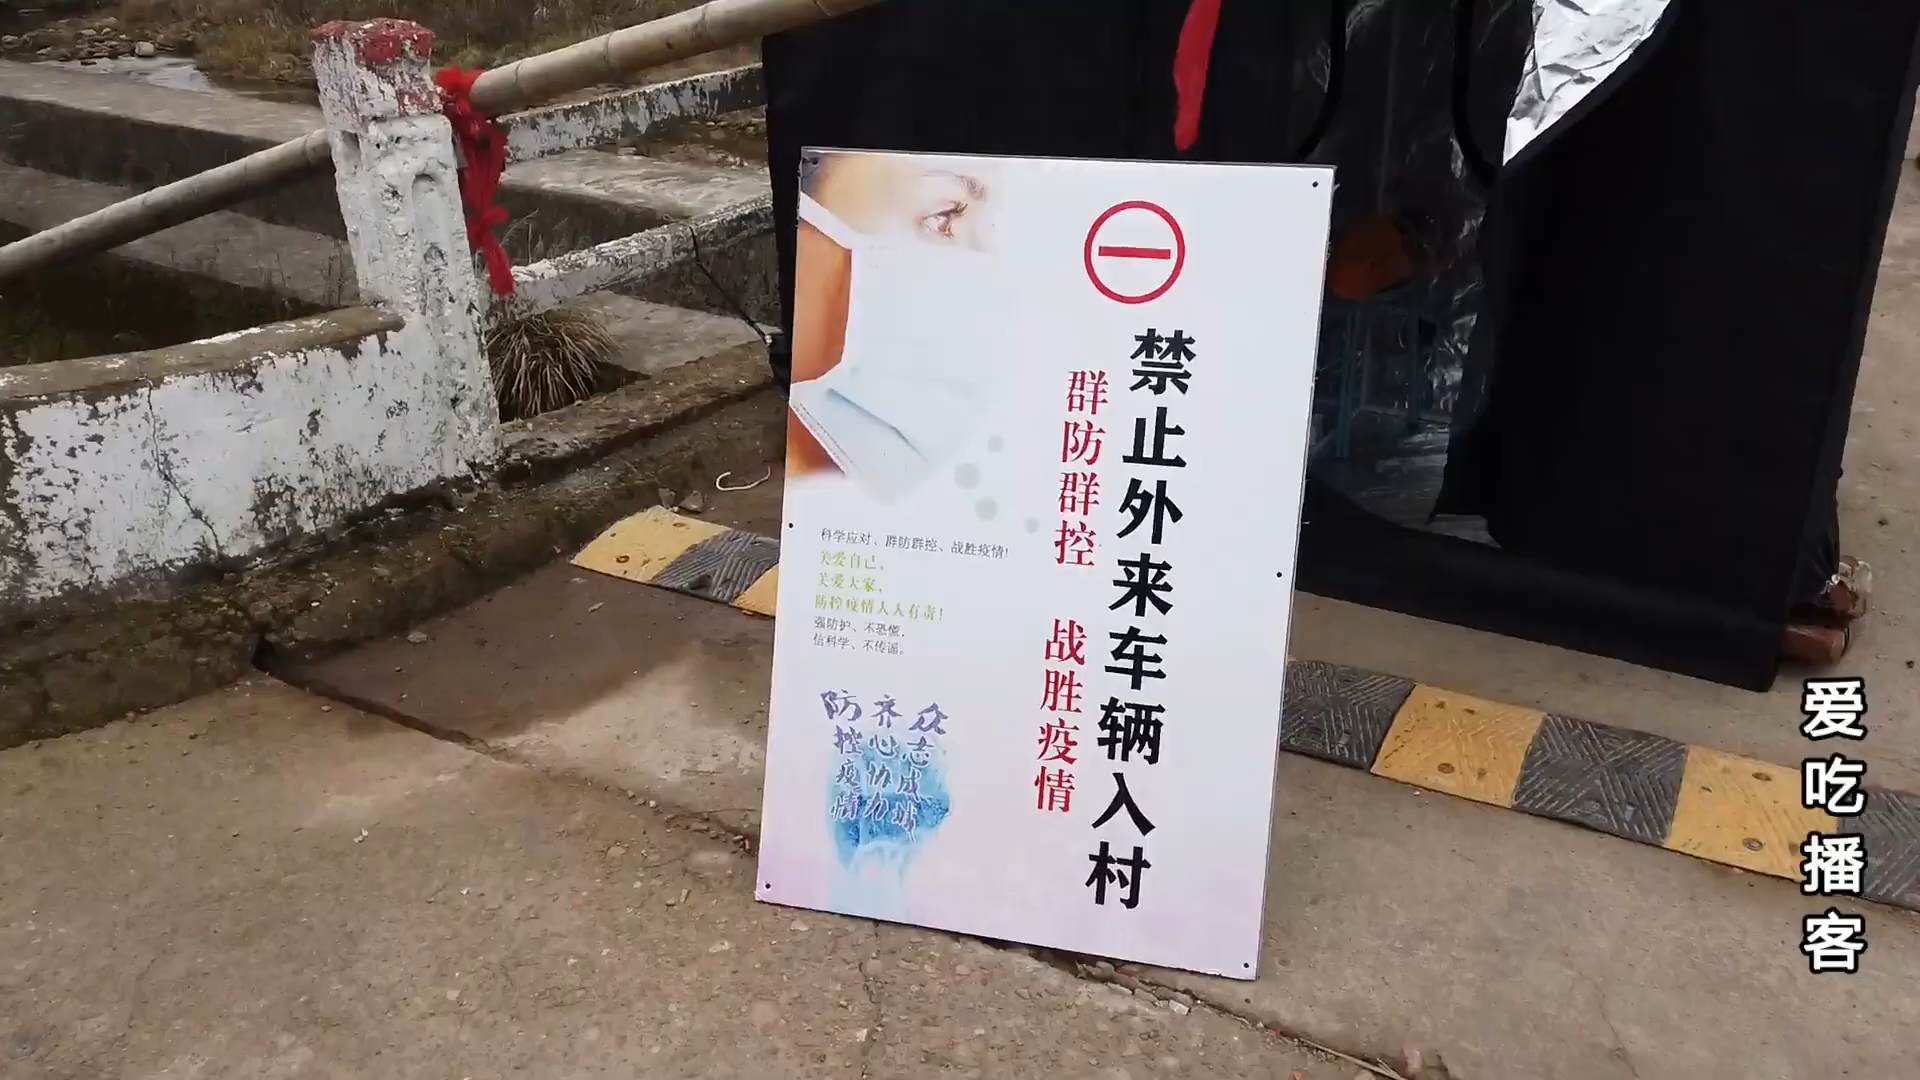 禁止外来车辆入村
群防群控 战胜疫情
科学应对、群防群控、战胜疫情!
关爱自己,
关爱大家,
防控疫情人人有责!
强防护、不恐慌,
信科学、不传谣。
众志成城
齐心协力
防控疫情
爱吃播客